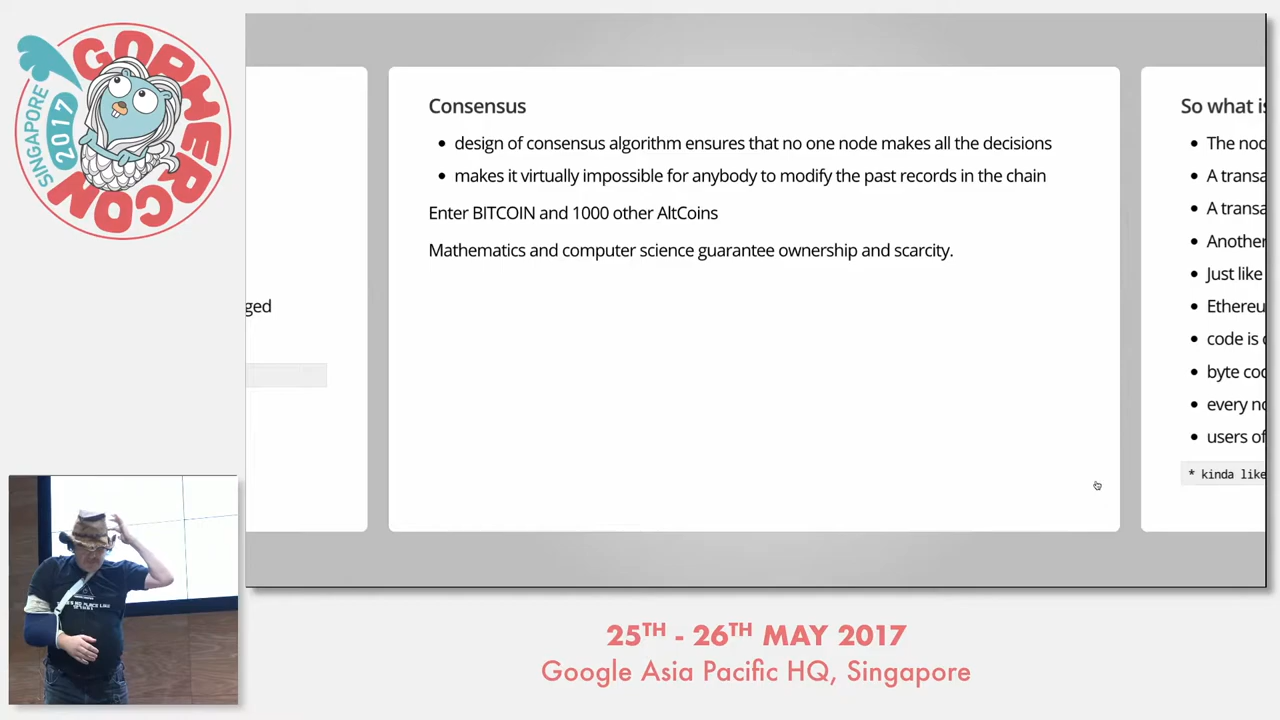 GOPHERCON
SINGAPORE
2017
ged
Consensus
• design of consensus algorithm ensures that no one node makes all the decisions
• makes it virtually impossible for anybody to modify the past records in the chain
Enter BITCOIN and 1000 other AltCoins
Mathematics and computer science guarantee ownership and scarcity.
So what is
• The nod
• A transa
• A transa
• Another
• Just like
• Ethereu
• code is
• byte cod
• every no
• users of
* kinda like
25TH - 26TH MAY 2017
Google Asia Pacific HQ, Singapore